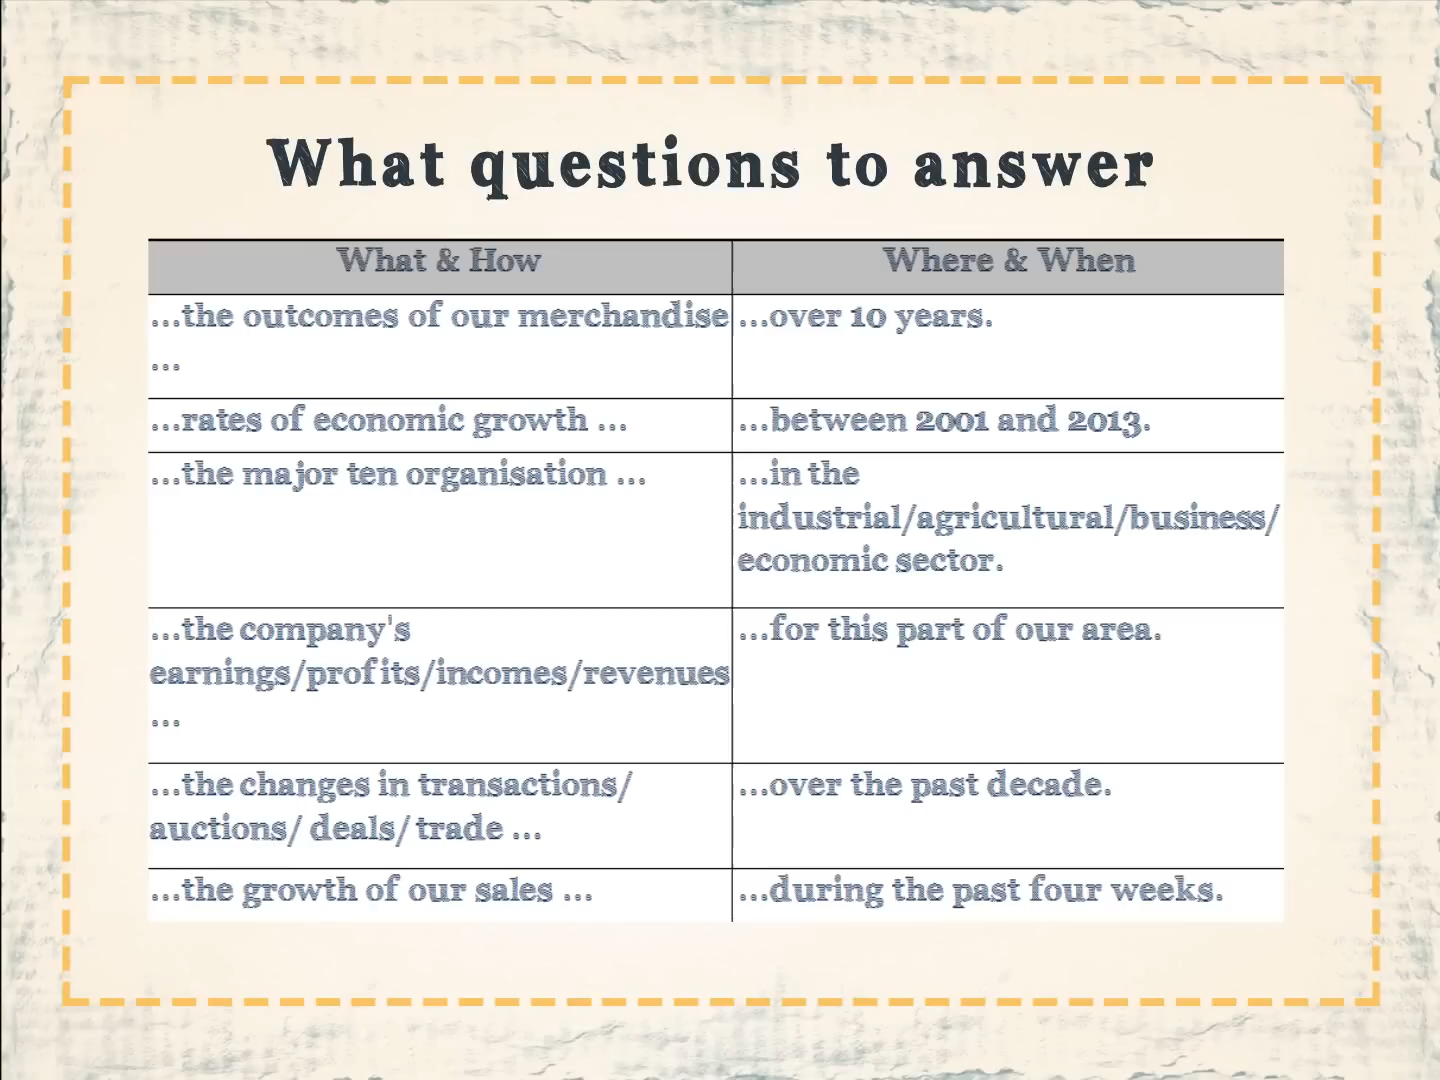 What questions to answer
What & How
Where & When
...the outcomes of our merchandise
...
...over 10 years.
...rates of economic growth ...
...between 2001 and 2013.
...the major ten organisation ...
...in the
industrial/agricultural/business/
economic sector.
...the company's
earnings/profits/incomes/revenues
...
...for this part of our area.
...the changes in transactions/
auctions/ deals/ trade ...
...over the past decade.
...the growth of our sales ...
...during the past four weeks.